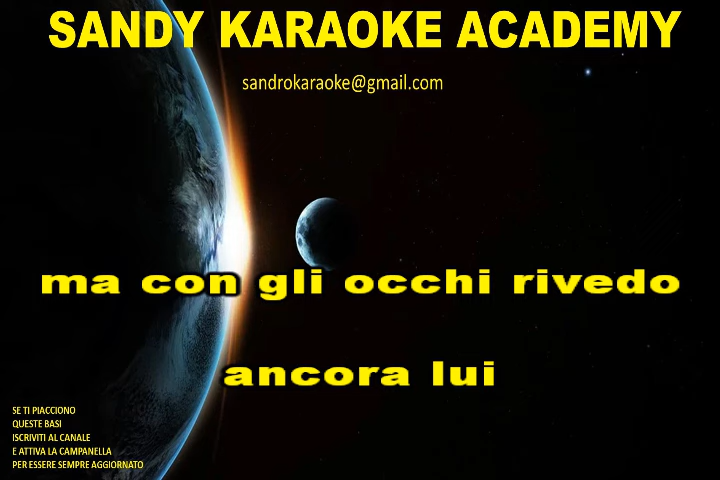 SANDY KARAOKE ACADEMY
sandrokaraoke@gmail.com
ma con gli occhi rivedo
ancora lui
SE TI PIACCIONO
QUESTE BASI
ISCRIVITI AL CANALE
E ATTIVA LA CAMPANELLA
PER ESSERE SEMPRE AGGIORNATO